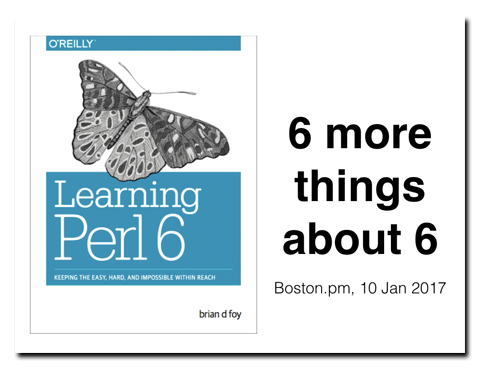 O'REILLY®
Learning
Perl 6
KEEPING THE EASY, HARD, AND IMPOSSIBLE WITHIN REACH
brian d foy
6 more
things
about 6
Boston.pm, 10 Jan 2017